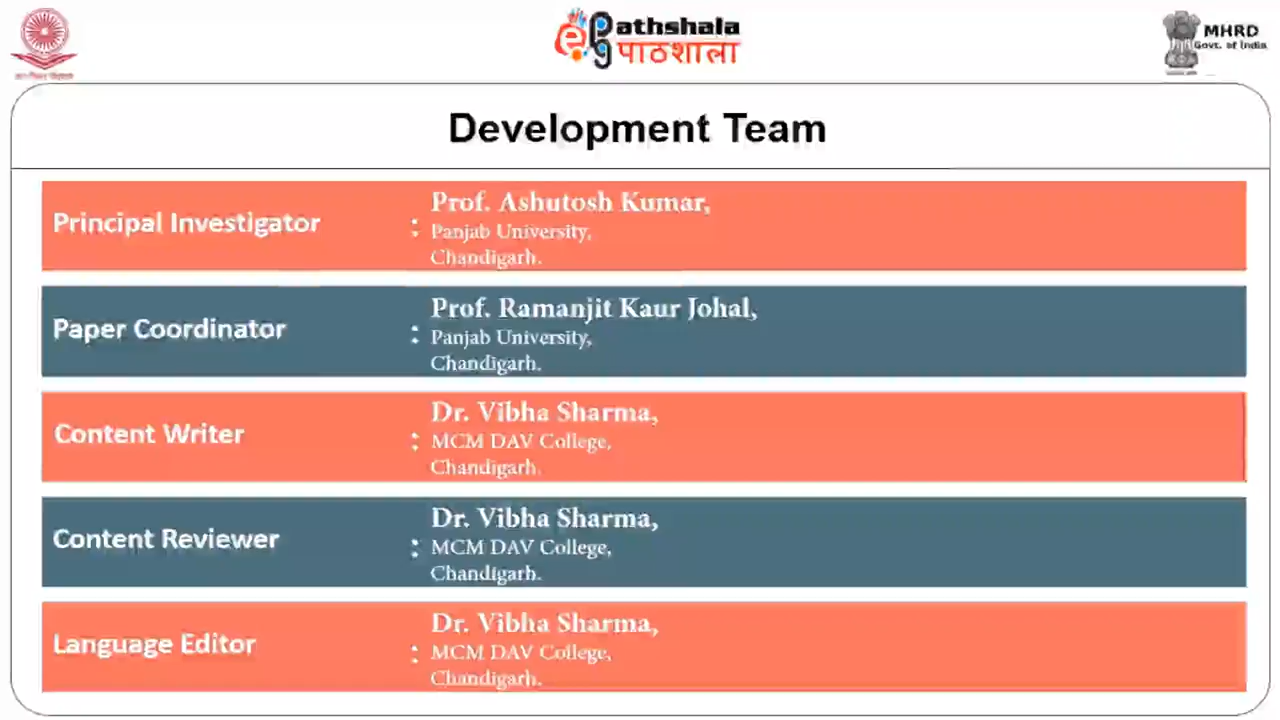 ePathshala
पाठशाला
MHRD
Govt. of India
Development Team
Principal Investigator
:
Prof. Ashutosh Kumar,
Panjab University,
Chandigarh.
Paper Coordinator
:
Prof. Ramanjit Kaur Johal,
Panjab University,
Chandigarh.
Content Writer
:
Dr. Vibha Sharma,
MCM DAV College,
Chandigarh.
Content Reviewer
:
Dr. Vibha Sharma,
MCM DAV College,
Chandigarh.
Language Editor
:
Dr. Vibha Sharma,
MCM DAV College,
Chandigarh.